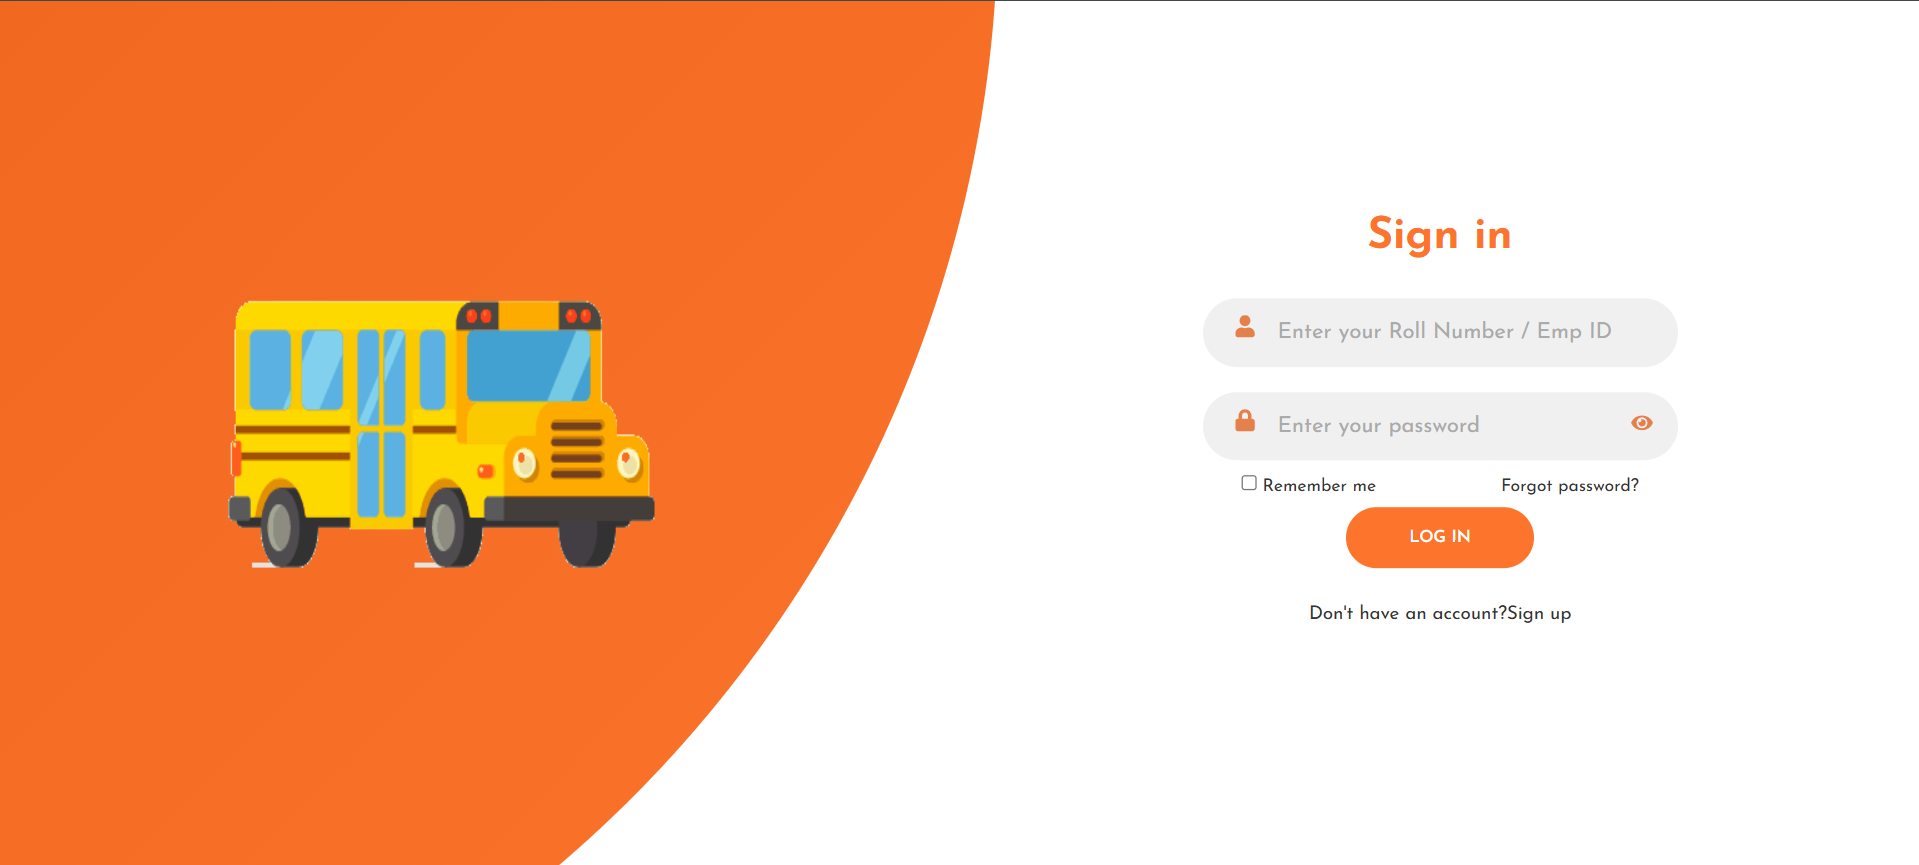 Sign in
Enter your Roll Number / Emp ID
Enter your password
Remember me Forgot password?
LOG IN
Don't have an account?Sign up